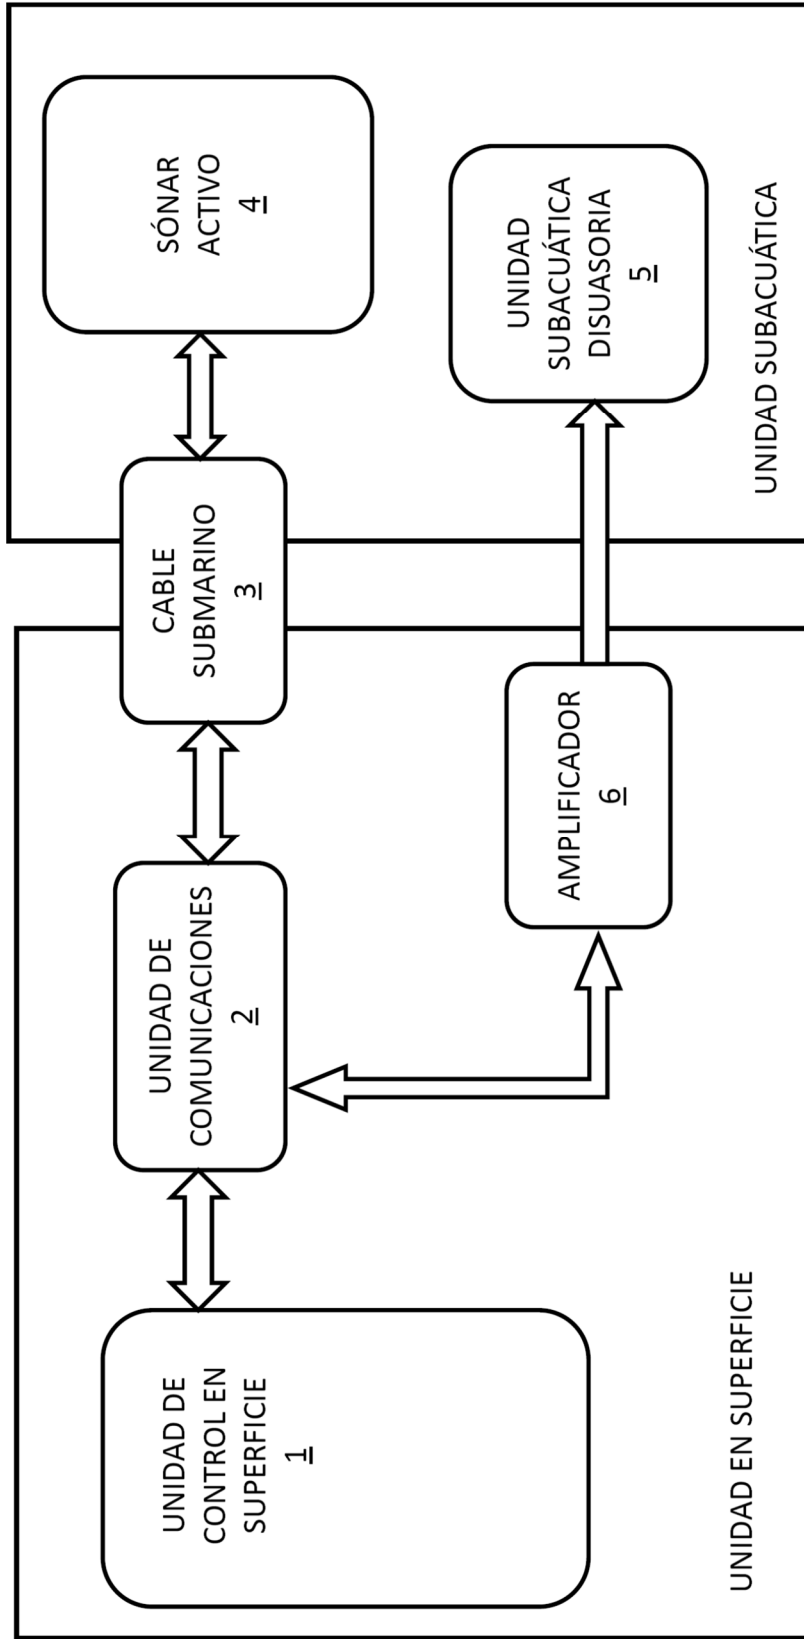 UNIDAD DE
CONTROL EN
SUPERFICIE
1
UNIDAD DE
COMUNICACIONES
2
CABLE
SUBMARINO
3
SÓNAR
ACTIVO
4
AMPLIFICADOR
6
UNIDAD
SUBACUÁTICA
DISUASORIA
5
UNIDAD EN SUPERFICIE
UNIDAD SUBACUÁTICA